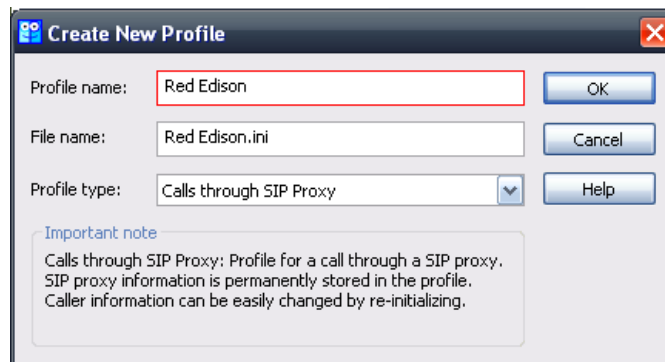 Create New Profile
Profile name: Red Edison OK
File name: Red Edison.ini Cancel
Profile type: Calls through SIP Proxy Help
Important note
Calls through SIP Proxy: Profile for a call through a SIP proxy.
SIP proxy information is permanently stored in the profile.
Caller information can be easily changed by re-initializing.